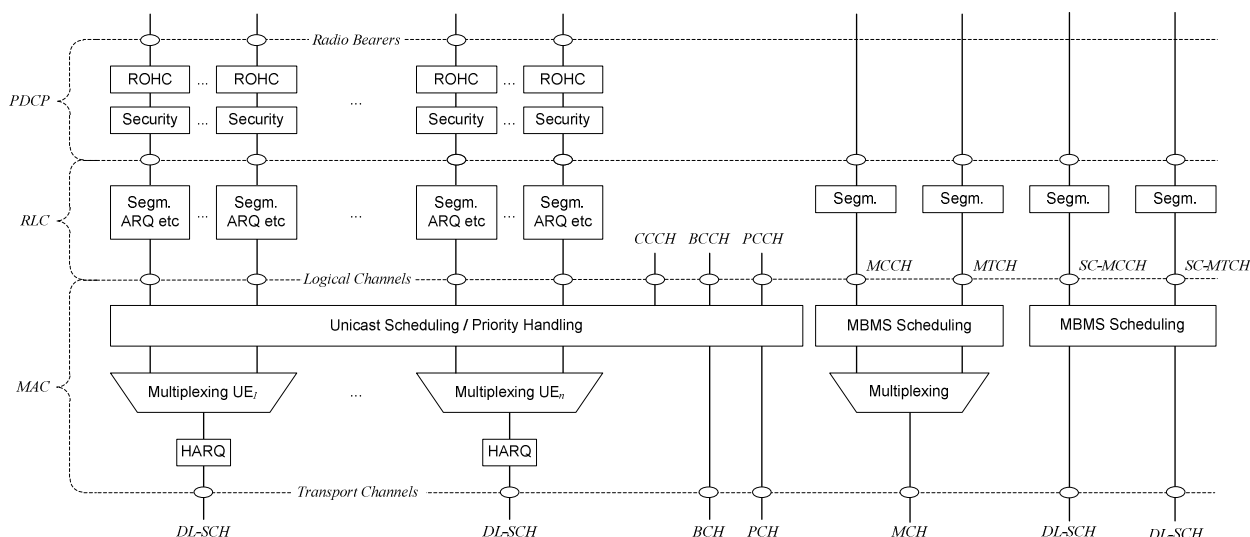 Radio Bearers
ROHC ... ROHC ROHC ... ROHC
PDCP
...
Security ... Security Security ... Security
Segm. ARQ etc ... Segm. ARQ etc ... Segm. ARQ etc ... Segm. ARQ etc
Segm. Segm. Segm. Segm.
RLC
CCCH BCCH PCCH
Logical Channels MCCH MTCH SC-MCCH SC-MTCH
Unicast Scheduling / Priority Handling MBMS Scheduling MBMS Scheduling
MAC
Multiplexing UE1 ... Multiplexing UEn Multiplexing
HARQ HARQ
Transport Channels
DL-SCH DL-SCH BCH PCH MCH DL-SCH DL-SCH